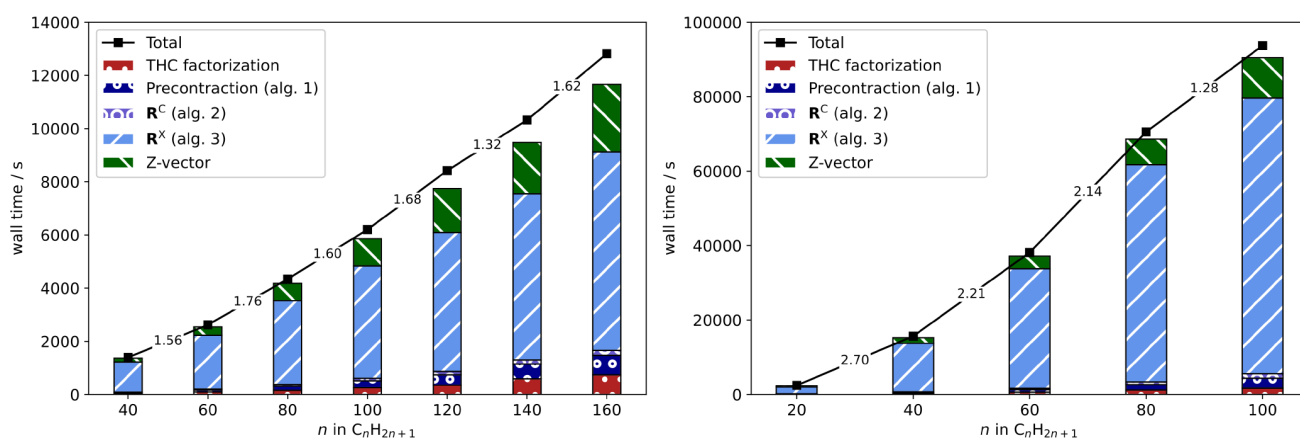 14000
12000
10000
8000
6000
4000
2000
0
wall time / s
Total
THC factorization
Precontraction (alg. 1)
R^C (alg. 2)
R^X (alg. 3)
Z-vector
1.56
1.76
1.60
1.68
1.32
1.62
40 60 80 100 120 140 160
n in C_nH_{2n+1}
100000
80000
60000
40000
20000
0
wall time / s
Total
THC factorization
Precontraction (alg. 1)
R^C (alg. 2)
R^X (alg. 3)
Z-vector
2.70
2.21
2.14
1.28
20 40 60 80 100
n in C_nH_{2n+1}